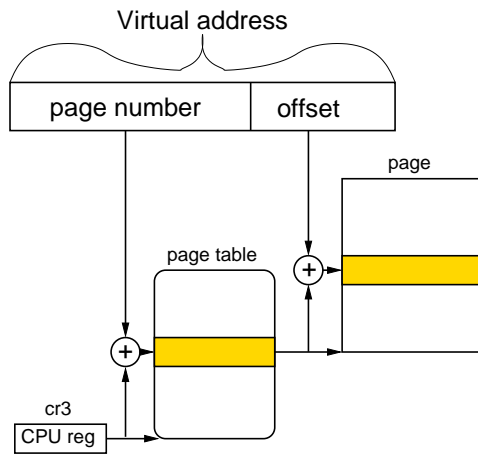 Virtual address
page number
offset
page
page table
+
+
cr3
CPU reg